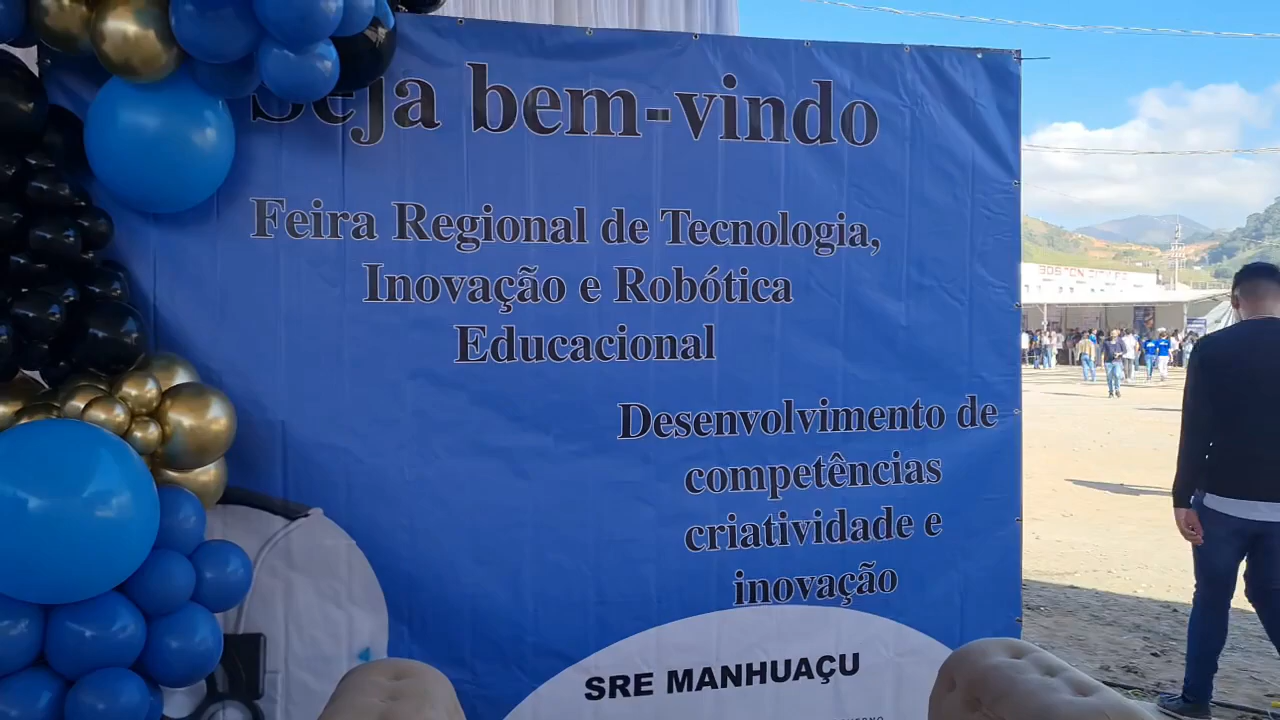 Seja bem-vindo
Feira Regional de Tecnologia,
Inovação e Robótica
Educacional
Desenvolvimento de
competências
criatividade e
inovação
SRE MANHUAÇU